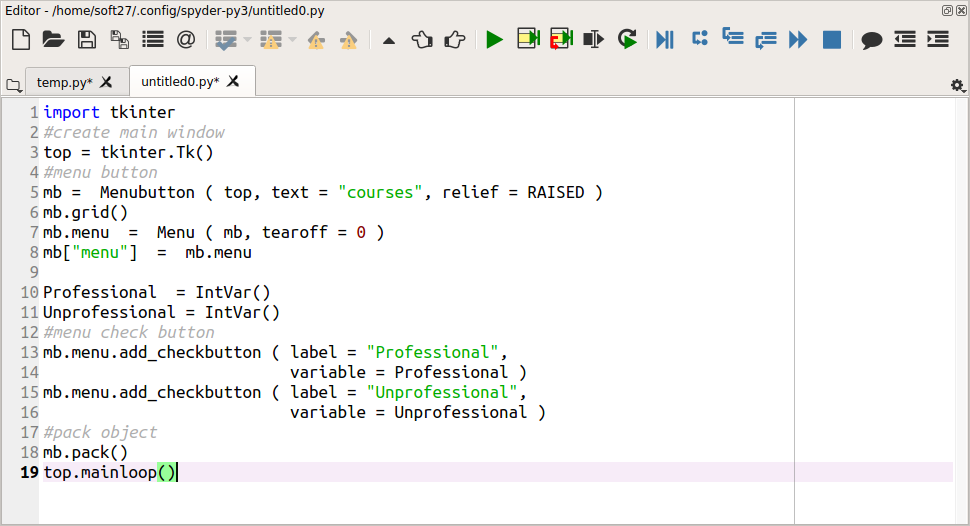 Editor - /home/soft27/.config/spyder-py3/untitled0.py
temp.py*
untitled0.py*
1 import tkinter
2 #create main window
3 top = tkinter.Tk()
4 #menu button
5 mb =  Menubutton ( top, text = "courses", relief = RAISED )
6 mb.grid()
7 mb.menu  =  Menu ( mb, tearoff = 0 )
8 mb["menu"]  =  mb.menu
9
10 Professional  = IntVar()
11 Unprofessional = IntVar()
12 #menu check button
13 mb.menu.add_checkbutton ( label = "Professional",
14                           variable = Professional )
15 mb.menu.add_checkbutton ( label = "Unprofessional",
16                           variable = Unprofessional )
17 #pack object
18 mb.pack()
19 top.mainloop()